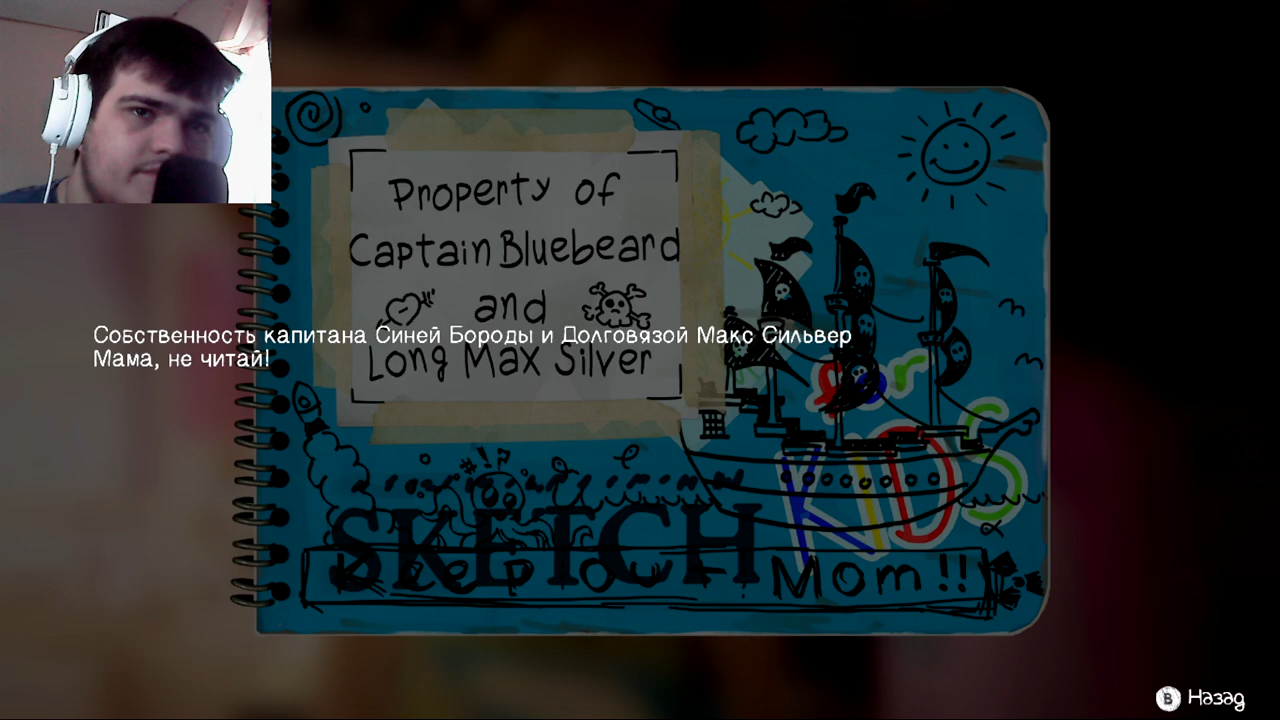 Property of
Captain Bluebeard
and
Собственность капитана Синей Бороды и Долговязой Макс Сильвер
Мама, не читай!
Long Max Silver
KIDS
SKETCH
Keep out Mom!!
B Назад